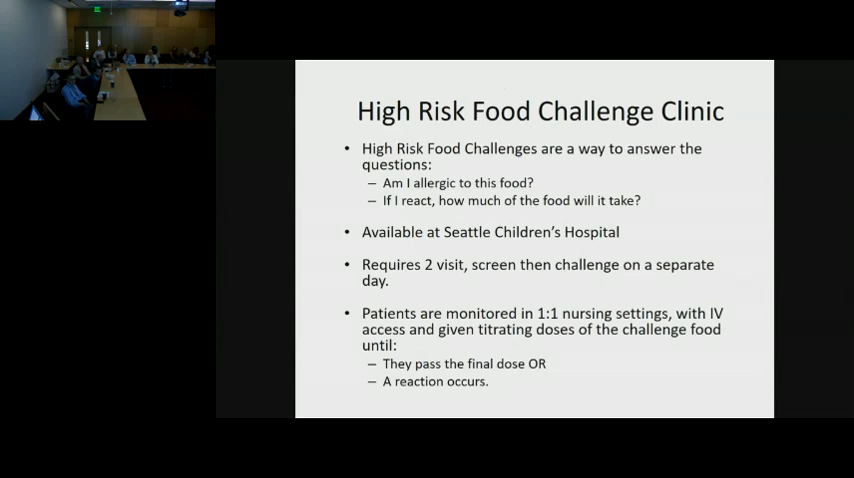 High Risk Food Challenge Clinic
• High Risk Food Challenges are a way to answer the
questions:
– Am I allergic to this food?
– If I react, how much of the food will it take?
• Available at Seattle Children's Hospital
• Requires 2 visit, screen then challenge on a separate
day.
• Patients are monitored in 1:1 nursing settings, with IV
access and given titrating doses of the challenge food
until:
– They pass the final dose OR
– A reaction occurs.